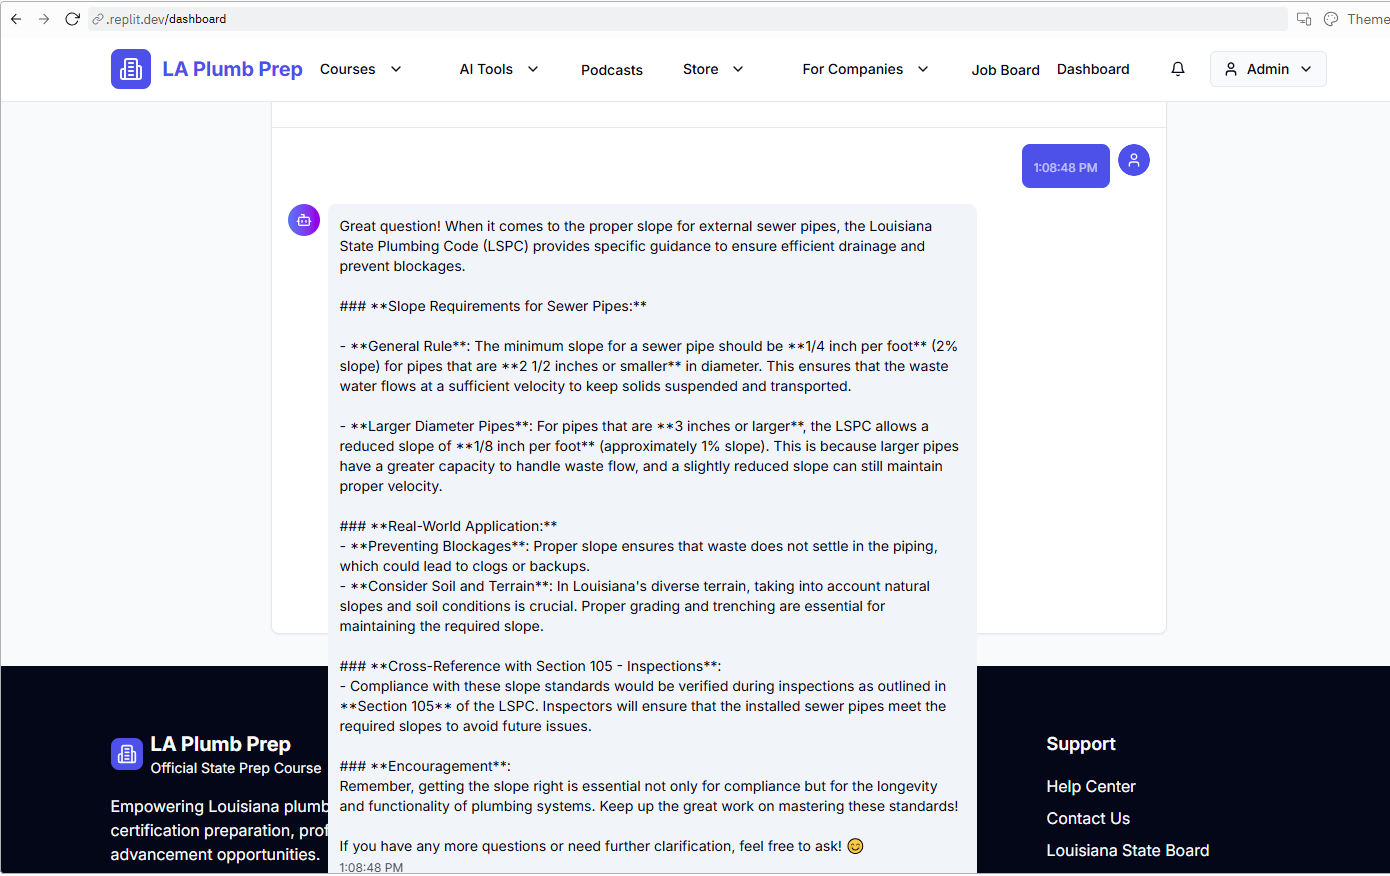 .replit.dev/dashboard
Theme
LA Plumb Prep Courses AI Tools Podcasts Store For Companies Job Board Dashboard Admin
1:08:48 PM
Great question! When it comes to the proper slope for external sewer pipes, the Louisiana
State Plumbing Code (LSPC) provides specific guidance to ensure efficient drainage and
prevent blockages.
### **Slope Requirements for Sewer Pipes:**
- **General Rule**: The minimum slope for a sewer pipe should be **1/4 inch per foot** (2%
slope) for pipes that are **2 1/2 inches or smaller** in diameter. This ensures that the waste
water flows at a sufficient velocity to keep solids suspended and transported.
- **Larger Diameter Pipes**: For pipes that are **3 inches or larger**, the LSPC allows a
reduced slope of **1/8 inch per foot** (approximately 1% slope). This is because larger pipes
have a greater capacity to handle waste flow, and a slightly reduced slope can still maintain
proper velocity.
### **Real-World Application:**
- **Preventing Blockages**: Proper slope ensures that waste does not settle in the piping,
which could lead to clogs or backups.
- **Consider Soil and Terrain**: In Louisiana's diverse terrain, taking into account natural
slopes and soil conditions is crucial. Proper grading and trenching are essential for
maintaining the required slope.
### **Cross-Reference with Section 105 - Inspections**:
- Compliance with these slope standards would be verified during inspections as outlined in
**Section 105** of the LSPC. Inspectors will ensure that the installed sewer pipes meet the
required slopes to avoid future issues.
### **Encouragement**:
Remember, getting the slope right is essential not only for compliance but for the longevity
and functionality of plumbing systems. Keep up the great work on mastering these standards!
If you have any more questions or need further clarification, feel free to ask! 😊
1:08:48 PM
LA Plumb Prep
Official State Prep Course
Empowering Louisiana plumb
certification preparation, prof
advancement opportunities.
Support
Help Center
Contact Us
Louisiana State Board